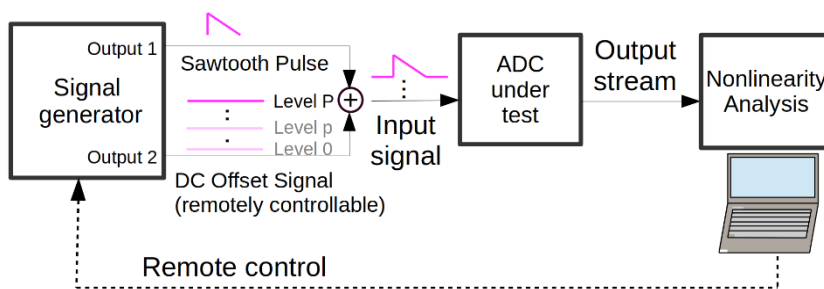 Output 1
Signal
generator
Output 2
Sawtooth Pulse
Level P
Level p
Level 0
DC Offset Signal
(remotely controllable)
Input
signal
ADC
under
test
Output
stream
Nonlinearity
Analysis
Remote control